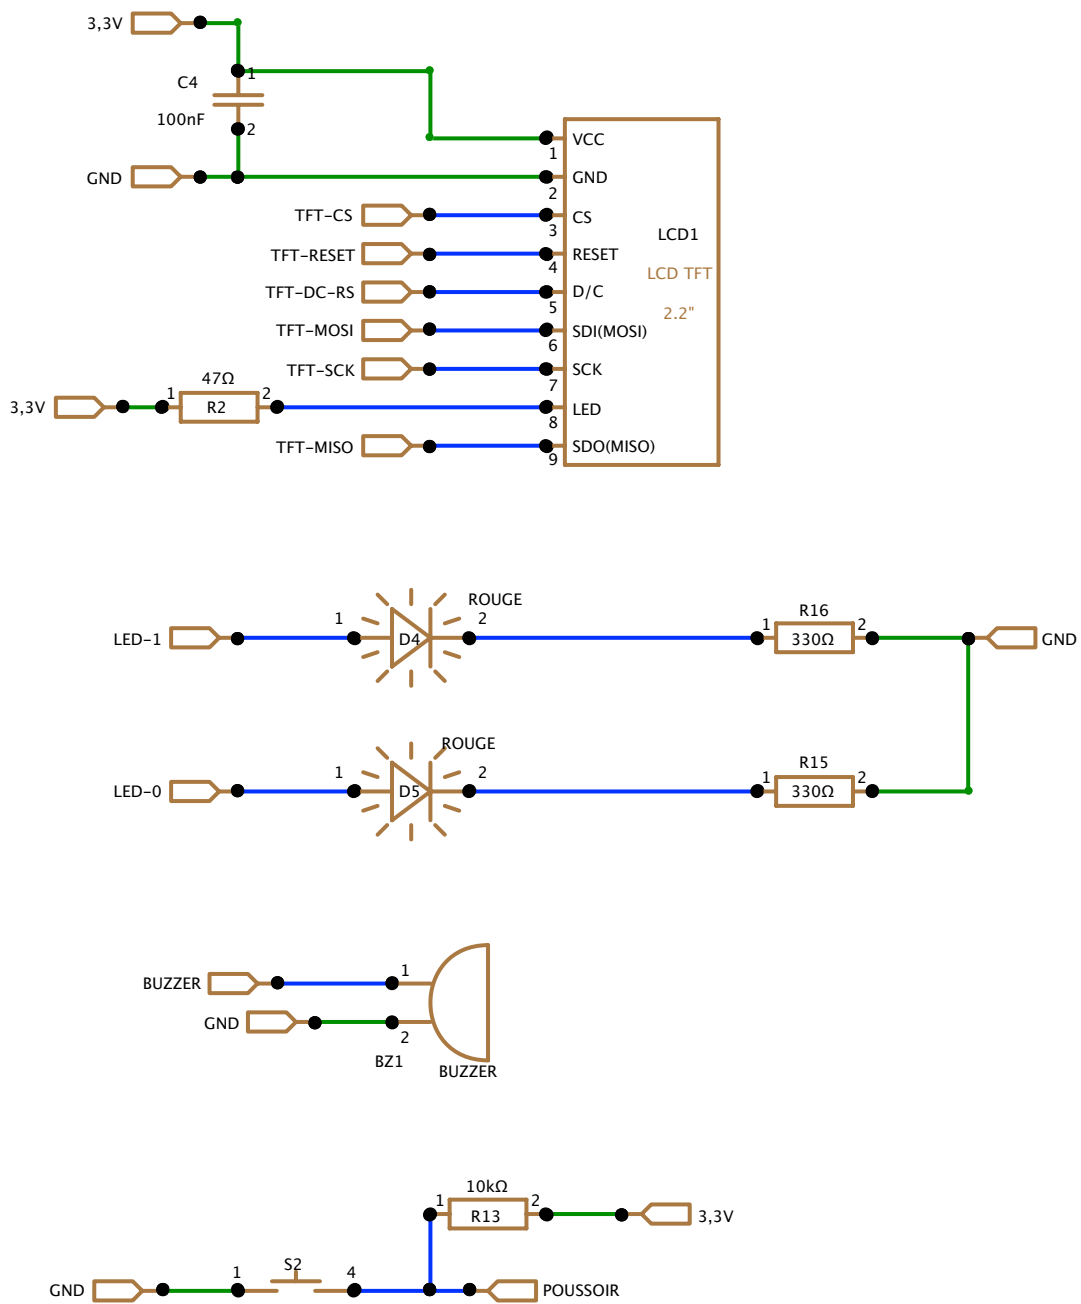 3,3V
1
C4
100nF
2
GND
VCC
1
GND
2
TFT-CS
CS
3
LCD1
TFT-RESET
RESET
4
LCD TFT
TFT-DC-RS
D/C
5
2.2"
TFT-MOSI
SDI(MOSI)
6
TFT-SCK
SCK
7
47Ω
3,3V
1
R2
2
LED
8
TFT-MISO
SDO(MISO)
9
ROUGE
LED-1
1
D4
2
R16
1
330Ω
2
GND
ROUGE
LED-0
1
D5
2
R15
1
330Ω
2
BUZZER
1
GND
2
BZ1
BUZZER
10kΩ
1
R13
2
3,3V
GND
1
S2
4
POUSSOIR